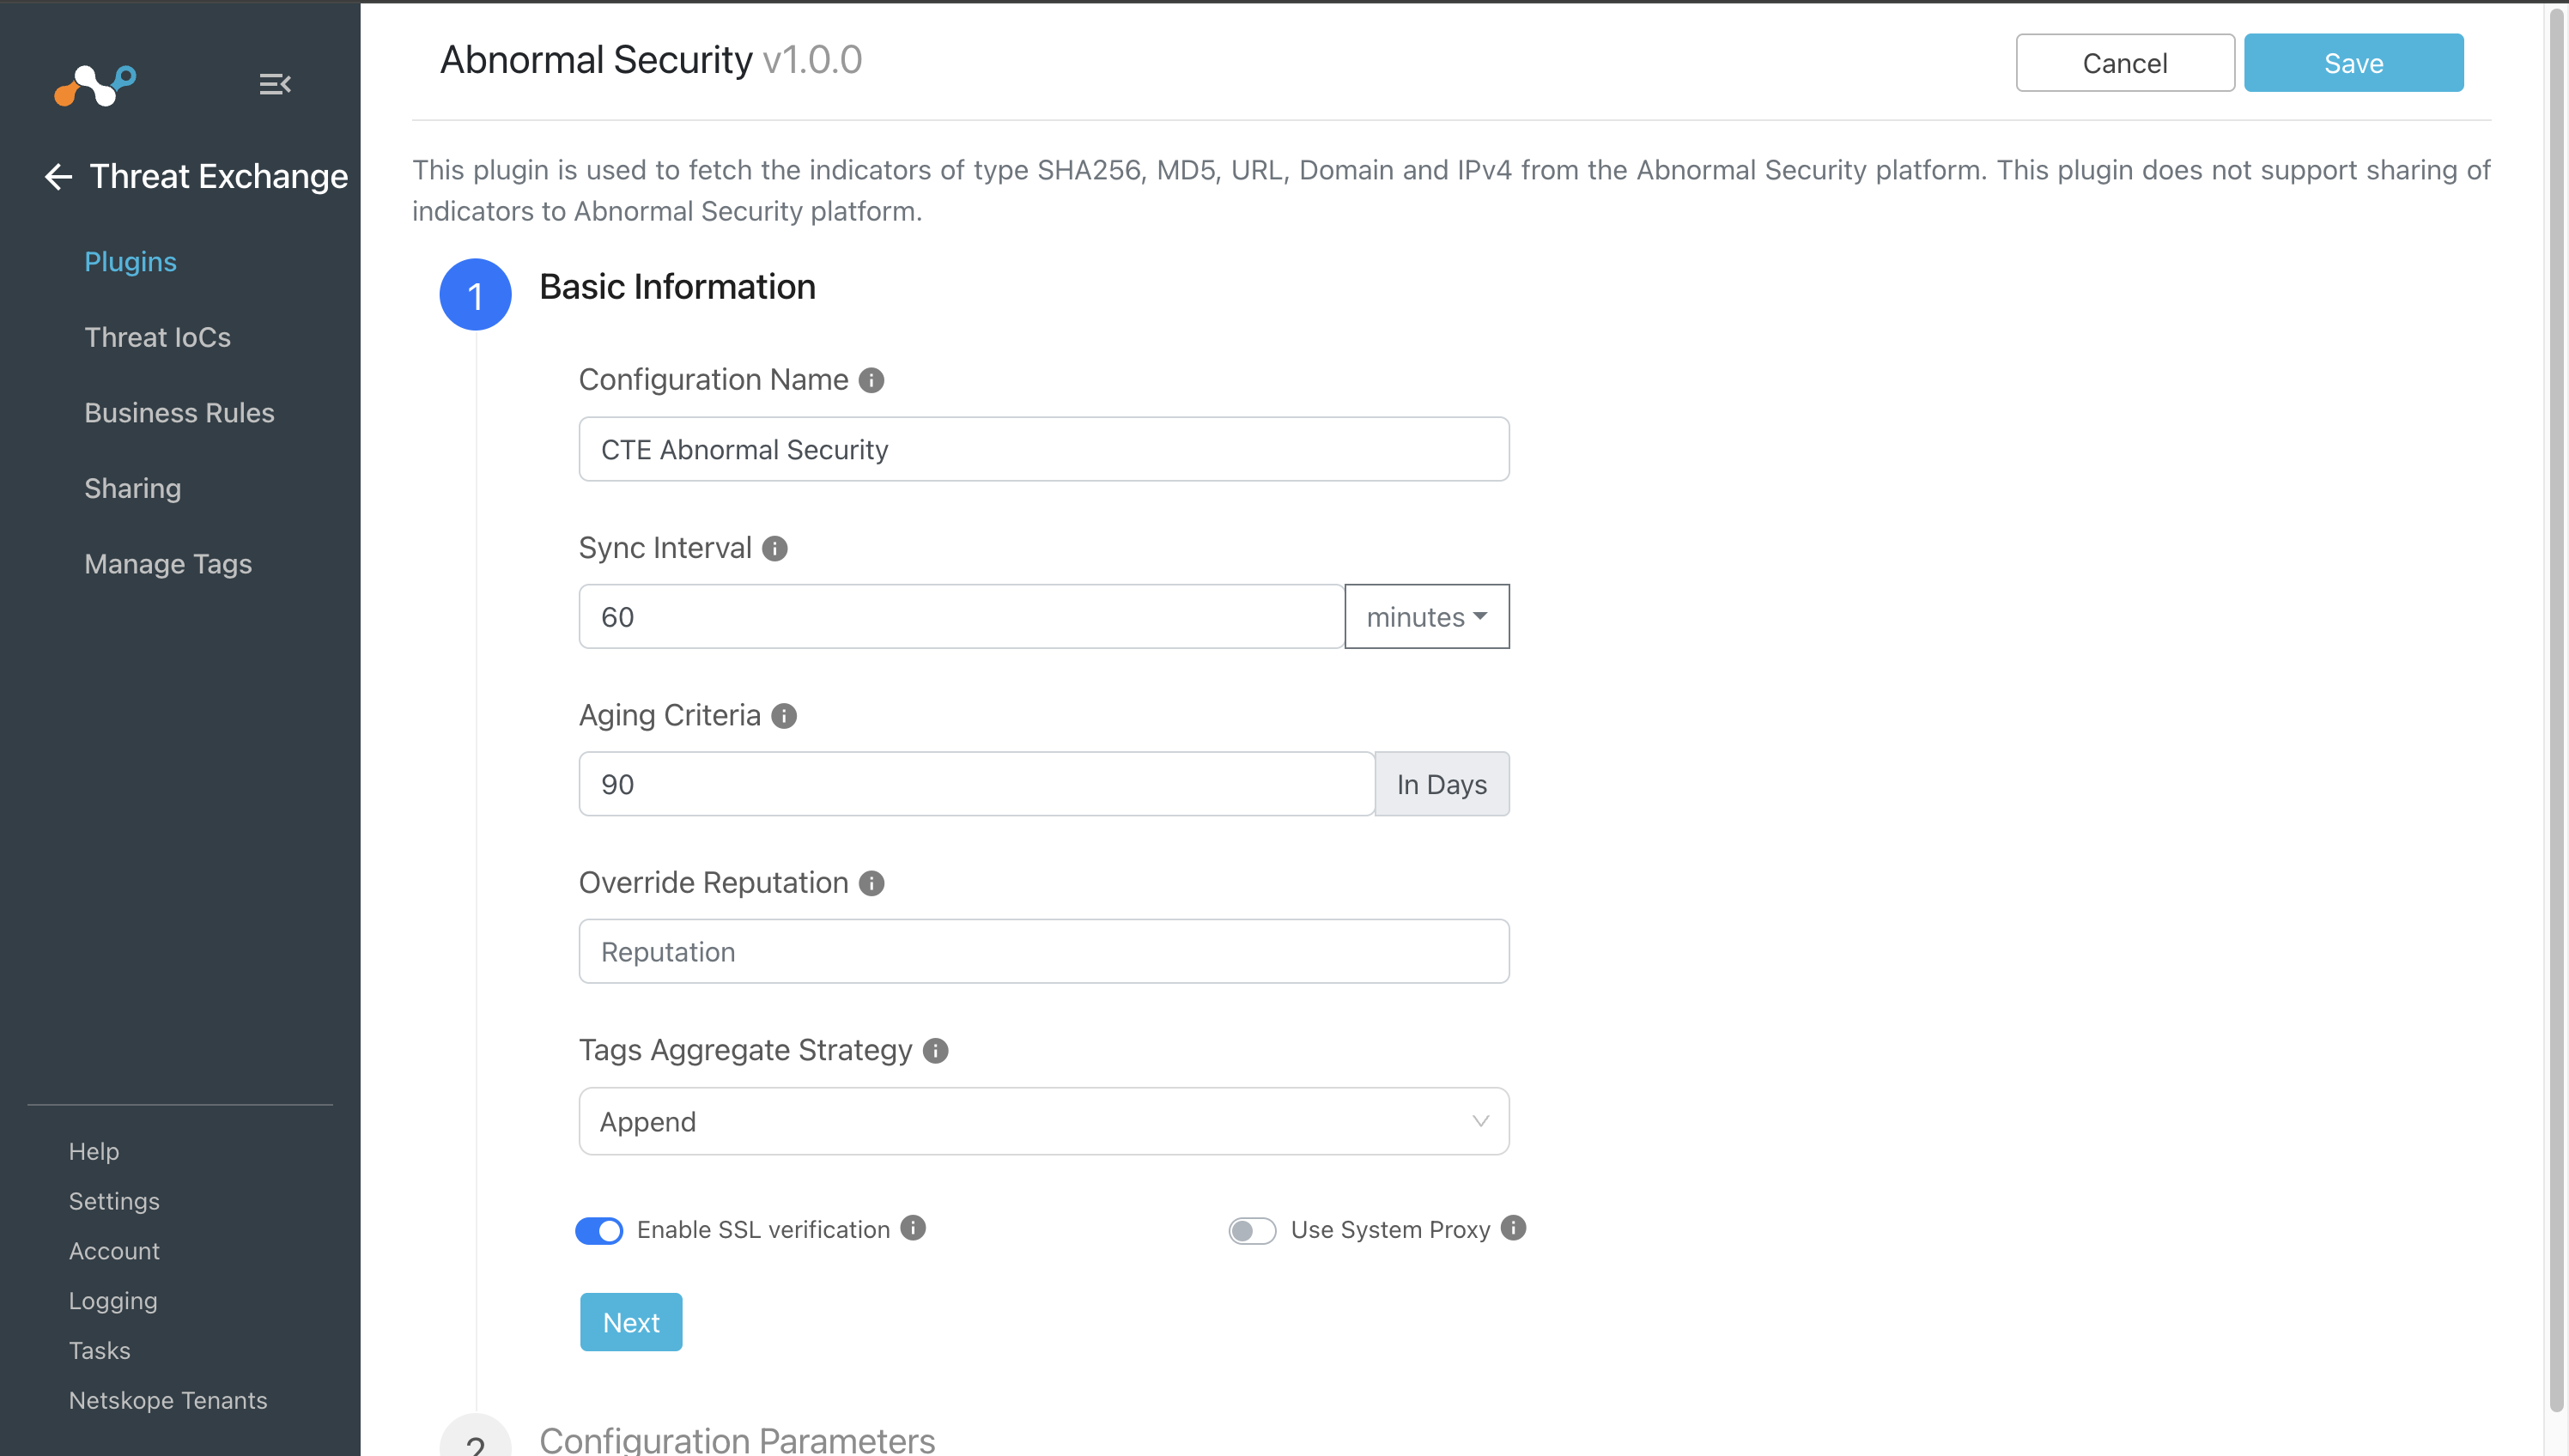 Threat Exchange
Plugins
Threat IoCs
Business Rules
Sharing
Manage Tags
Help
Settings
Account
Logging
Tasks
Netskope Tenants
Abnormal Security v1.0.0
Cancel
Save
This plugin is used to fetch the indicators of type SHA256, MD5, URL, Domain and IPv4 from the Abnormal Security platform. This plugin does not support sharing of
indicators to Abnormal Security platform.
1 Basic Information
Configuration Name
CTE Abnormal Security
Sync Interval
60 minutes
Aging Criteria
90 In Days
Override Reputation
Reputation
Tags Aggregate Strategy
Append
Enable SSL verification
Use System Proxy
Next
2 Configuration Parameters